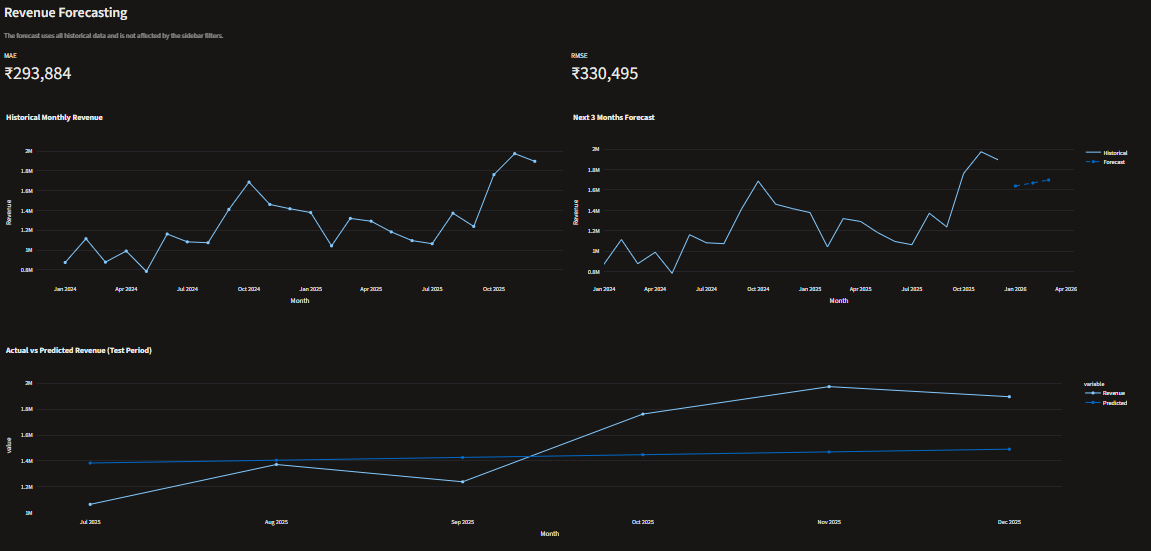 Revenue Forecasting
The forecast uses all historical data and is not affected by the sidebar filters.
MAE
₹293,884
RMSE
₹330,495
Historical Monthly Revenue
2M
1.8M
1.6M
1.4M
1.2M
1M
0.8M
Revenue
Jan 2024 Apr 2024 Jul 2024 Oct 2024 Jan 2025 Apr 2025 Jul 2025 Oct 2025
Month
Next 3 Months Forecast
2M
1.8M
1.6M
1.4M
1.2M
1M
0.8M
Revenue
Jan 2024 Apr 2024 Jul 2024 Oct 2024 Jan 2025 Apr 2025 Jul 2025 Oct 2025 Jan 2026 Apr 2026
Month
Historical
Forecast
Actual vs Predicted Revenue (Test Period)
2M
1.8M
1.6M
1.4M
1.2M
1M
value
Jul 2025 Aug 2025 Sep 2025 Oct 2025 Nov 2025 Dec 2025
Month
variable
Revenue
Predicted